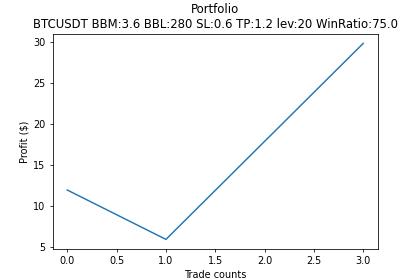 Portfolio
BTCUSDT BBM:3.6 BBL:280 SL:0.6 TP:1.2 lev:20 WinRatio:75.0
30
25
20
15
10
5
Profit ($)
0.0 0.5 1.0 1.5 2.0 2.5 3.0
Trade counts